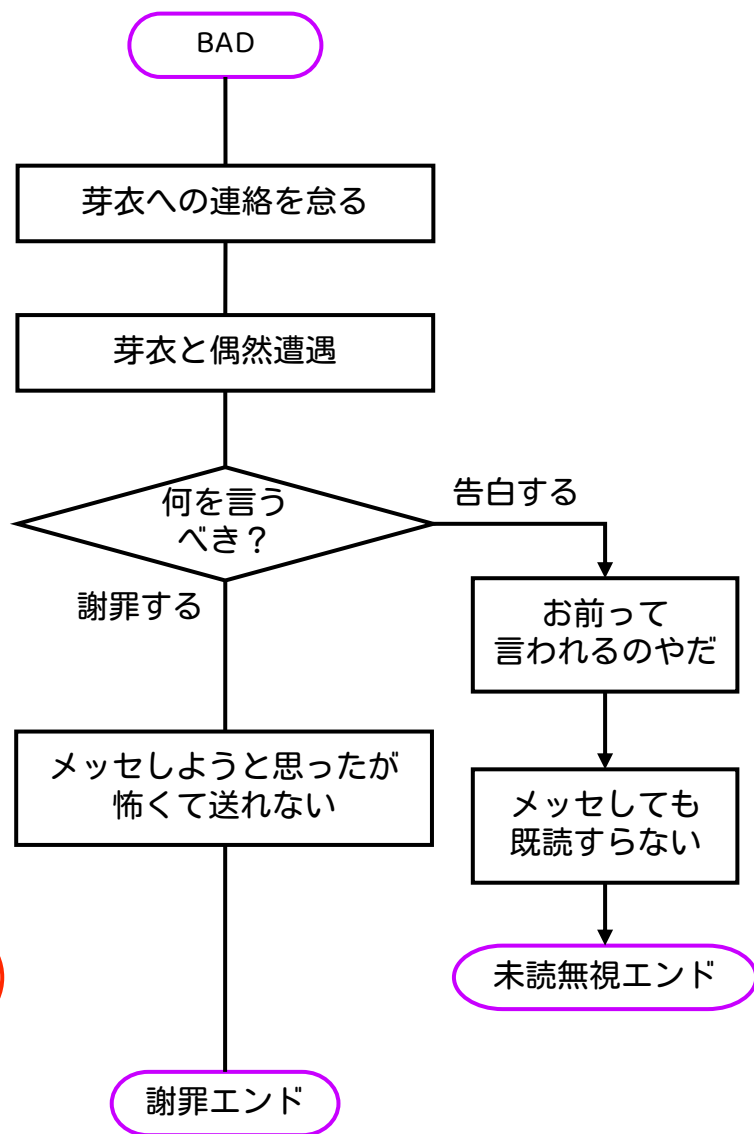 BAD
芽衣への連絡を怠る
芽衣と偶然遭遇
何を言う
べき？
告白する
謝罪する
お前って
言われるのやだ
メッセしようと思ったが
怖くて送れない
メッセしても
既読すらない
未読無視エンド
謝罪エンド